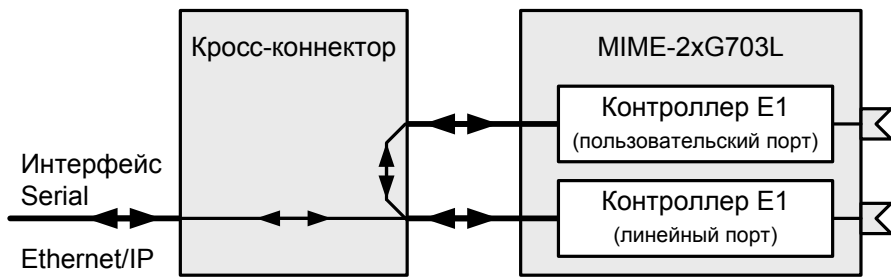 Кросс-коннектор
MIME-2xG703L
Контроллер E1
(пользовательский порт)
Интерфейс
Serial
Контроллер E1
(линейный порт)
Ethernet/IP